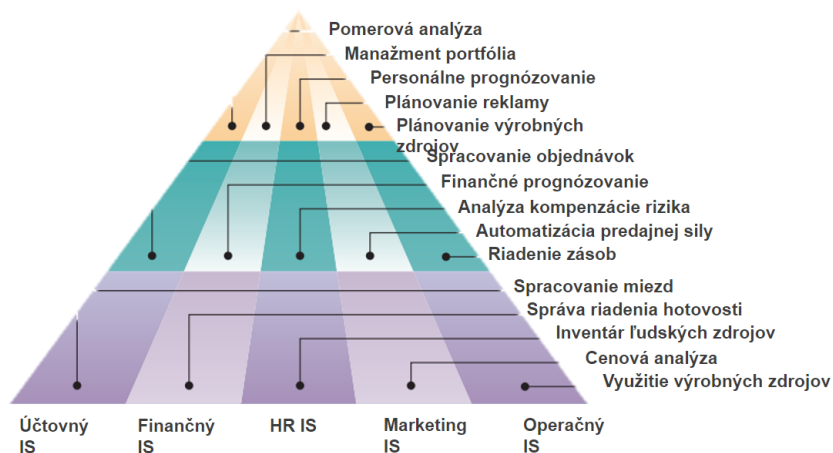 Pomerová analýza
Manažment portfólia
Personálne prognózovanie
Plánovanie reklamy
Plánovanie výrobných
zdrojov
Spracovanie objednávok
Finančné prognózovanie
Analýza kompenzácie rizika
Automatizácia predajnej sily
Riadenie zásob
Spracovanie miezd
Správa riadenia hotovosti
Inventár ľudských zdrojov
Cenová analýza
Využitie výrobných zdrojov
Účtovný
IS
Finančný
IS
HR IS
Marketing
IS
Operačný
IS